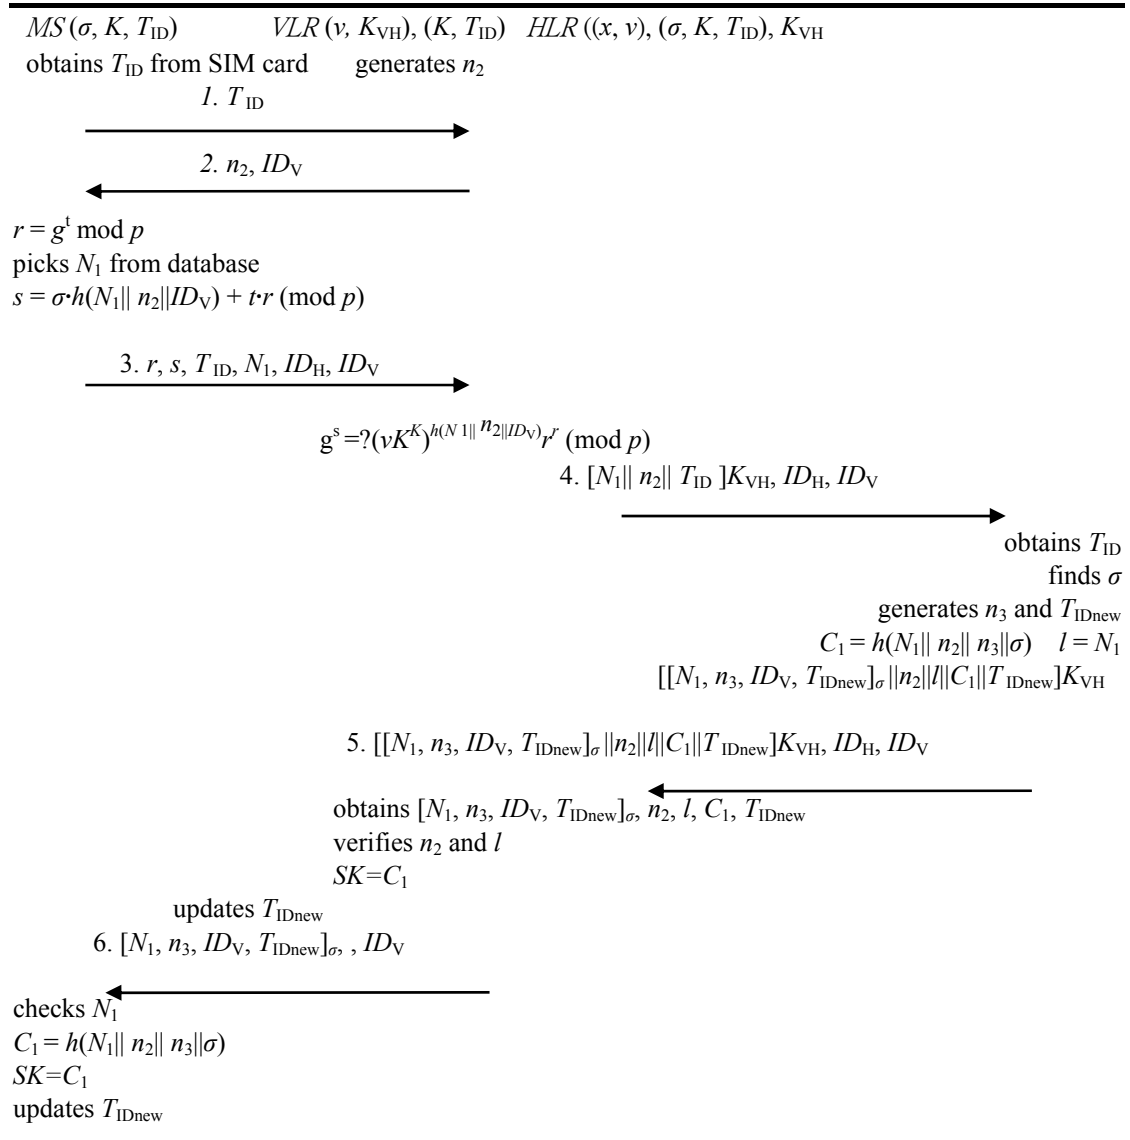 MS (σ, K, T_ID) VLR (v, K_VH), (K, T_ID) HLR ((x, v), (σ, K, T_ID), K_VH
obtains T_ID from SIM card generates n_2
1. T_ID
2. n_2, ID_V
r = g^t mod p
picks N_1 from database
s = σ·h(N_1|| n_2||ID_V) + t·r (mod p)
3. r, s, T_ID, N_1, ID_H, ID_V
g^s =?(vK^K)^{h(N 1|| n_2||ID_V)} r^r (mod p)
4. [N_1|| n_2|| T_ID ]K_VH, ID_H, ID_V
obtains T_ID
finds σ
generates n_3 and T_IDnew
C_1 = h(N_1|| n_2|| n_3||σ) l = N_1
[[N_1, n_3, ID_V, T_IDnew]_σ||n_2||l||C_1||T_IDnew]K_VH
5. [[N_1, n_3, ID_V, T_IDnew]_σ||n_2||l||C_1||T_IDnew]K_VH, ID_H, ID_V
obtains [N_1, n_3, ID_V, T_IDnew]_σ, n_2, l, C_1, T_IDnew
verifies n_2 and l
SK=C_1
updates T_IDnew
6. [N_1, n_3, ID_V, T_IDnew]_σ, , ID_V
checks N_1
C_1 = h(N_1|| n_2|| n_3||σ)
SK=C_1
updates T_IDnew